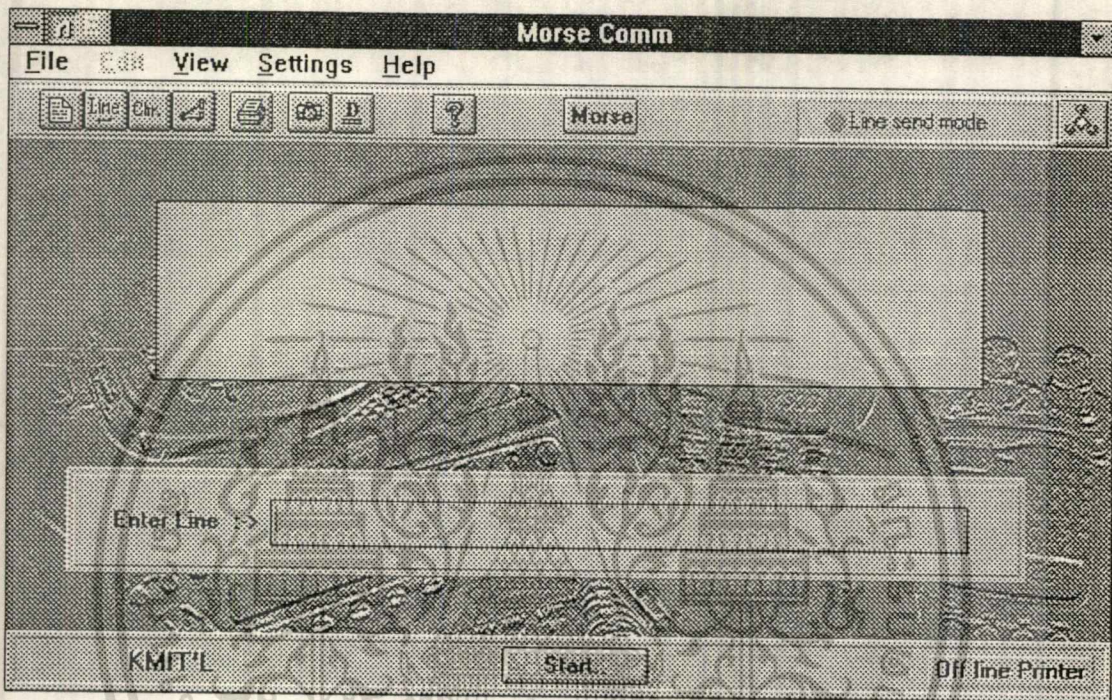 Morse Comm
File Edit View Settings Help
Line Chr. D ? Morse Line send mode
Enter Line :->
KMIT'L Start.. Off line Printer